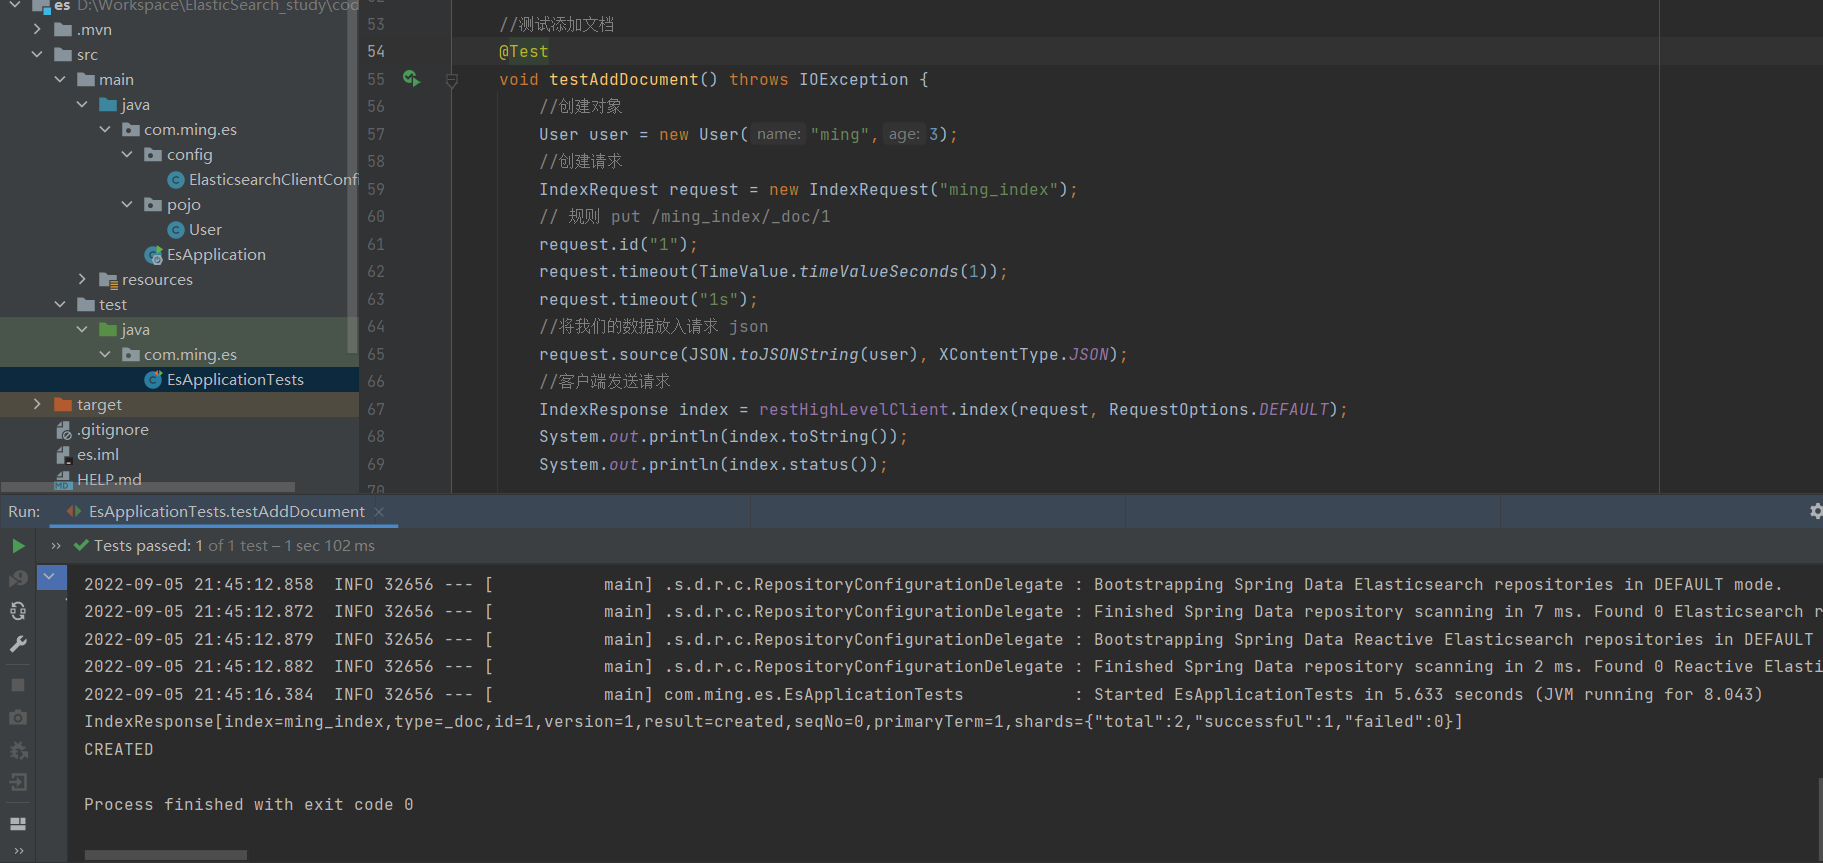 es D:\Workspace\ElasticSearch_study\cod
.mvn
src
main
java
com.ming.es
config
ElasticsearchClientConfi
pojo
User
EsApplication
resources
test
java
com.ming.es
EsApplicationTests
target
.gitignore
es.iml
HELP.md
53 //测试添加文档
54 @Test
55 void testAddDocument() throws IOException {
56 //创建对象
57 User user = new User( name: "ming", age: 3);
58 //创建请求
59 IndexRequest request = new IndexRequest("ming_index");
60 // 规则 put /ming_index/_doc/1
61 request.id("1");
62 request.timeout(TimeValue.timeValueSeconds(1));
63 request.timeout("1s");
64 //将我们的数据放入请求 json
65 request.source(JSON.toJSONString(user), XContentType.JSON);
66 //客户端发送请求
67 IndexResponse index = restHighLevelClient.index(request, RequestOptions.DEFAULT);
68 System.out.println(index.toString());
69 System.out.println(index.status());
70
Run: EsApplicationTests.testAddDocument
Tests passed: 1 of 1 test – 1 sec 102 ms
2022-09-05 21:45:12.858  INFO 32656 --- [           main] .s.d.r.c.RepositoryConfigurationDelegate : Bootstrapping Spring Data Elasticsearch repositories in DEFAULT mode.
2022-09-05 21:45:12.872  INFO 32656 --- [           main] .s.d.r.c.RepositoryConfigurationDelegate : Finished Spring Data repository scanning in 7 ms. Found 0 Elasticsearch r
2022-09-05 21:45:12.879  INFO 32656 --- [           main] .s.d.r.c.RepositoryConfigurationDelegate : Bootstrapping Spring Data Reactive Elasticsearch repositories in DEFAULT
2022-09-05 21:45:12.882  INFO 32656 --- [           main] .s.d.r.c.RepositoryConfigurationDelegate : Finished Spring Data repository scanning in 2 ms. Found 0 Reactive Elasti
2022-09-05 21:45:16.384  INFO 32656 --- [           main] com.ming.es.EsApplicationTests           : Started EsApplicationTests in 5.633 seconds (JVM running for 8.043)
IndexResponse[index=ming_index,type=_doc,id=1,version=1,result=created,seqNo=0,primaryTerm=1,shards={"total":2,"successful":1,"failed":0}]
CREATED
Process finished with exit code 0